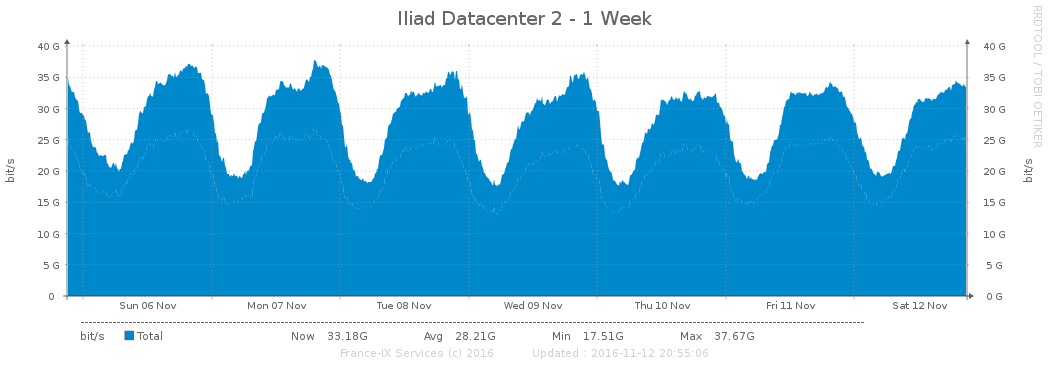 Iliad Datacenter 2 - 1 Week
RRDTOOL / TOBI OETIKER
40 G 40 G
35 G 35 G
30 G 30 G
25 G 25 G
20 G 20 G
15 G 15 G
10 G 10 G
5 G 5 G
0 0 G
bit/s bit/s
Sun 06 Nov Mon 07 Nov Tue 08 Nov Wed 09 Nov Thu 10 Nov Fri 11 Nov Sat 12 Nov
bit/s Total Now 33.18G Avg 28.21G Min 17.51G Max 37.67G
France-IX Services (c) 2016 Updated : 2016-11-12 20:55:06